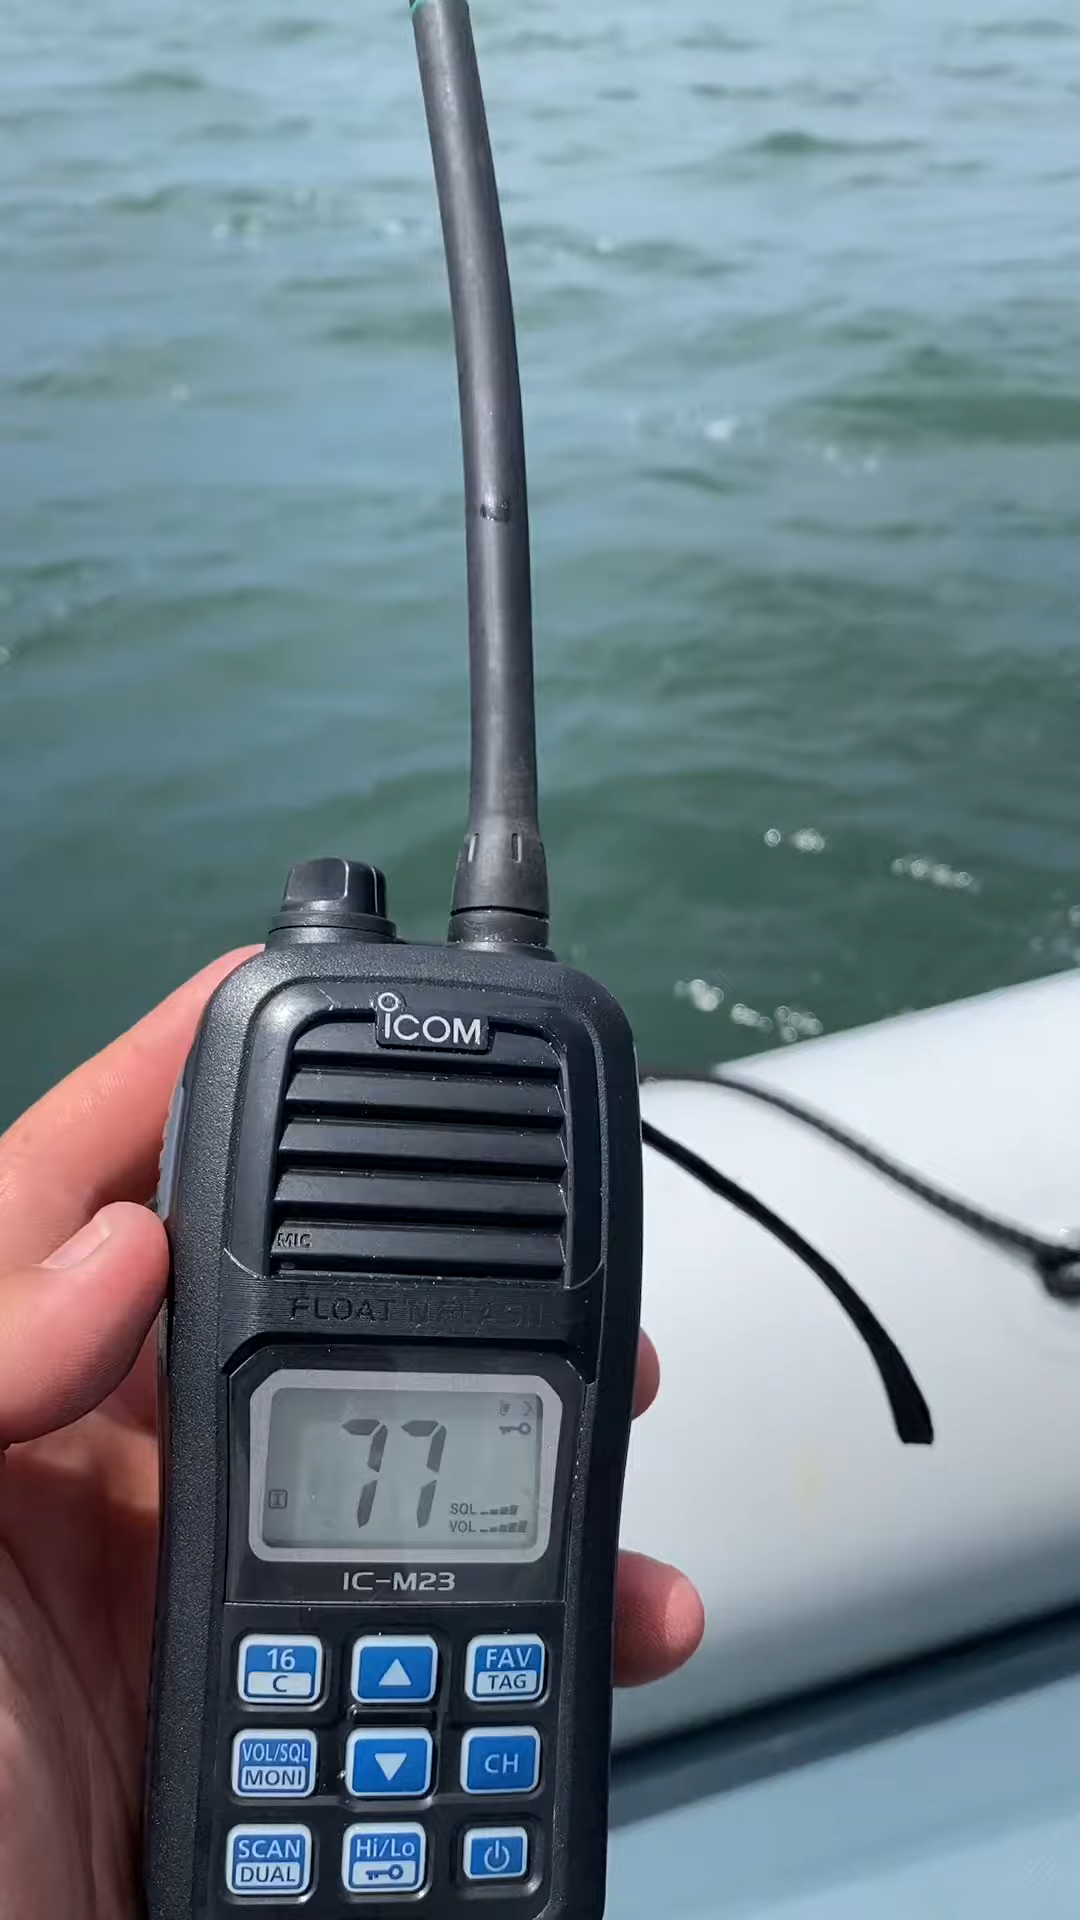 ICOM
MIC
FLOAT'N FLASH
77
I
SQL
VOL
IC-M23
16
C
FAV
TAG
VOL/SQL
MONI
CH
SCAN
DUAL
Hi/Lo